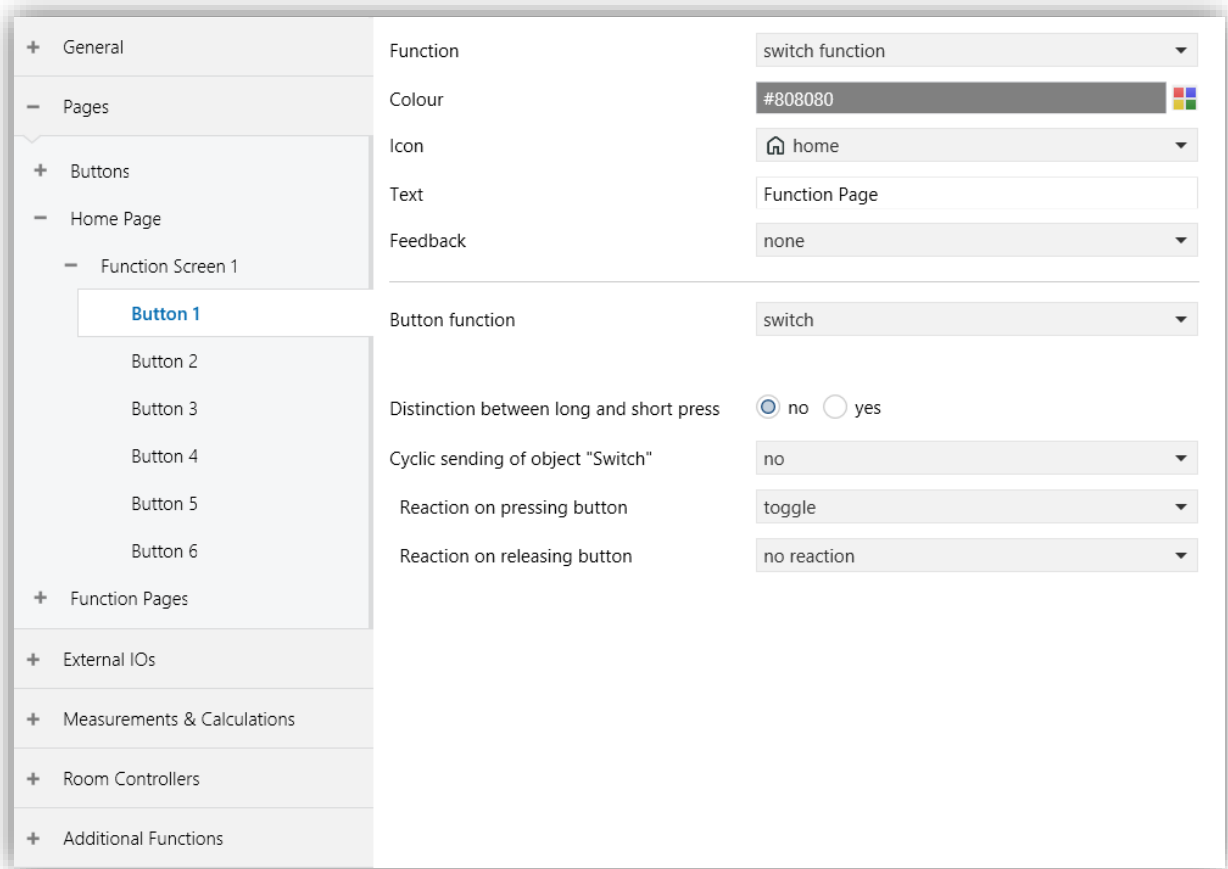 General
Pages
Buttons
Home Page
Function Screen 1
Button 1
Button 2
Button 3
Button 4
Button 5
Button 6
Function Pages
External IOs
Measurements & Calculations
Room Controllers
Additional Functions
Function switch function
Colour #808080
Icon home
Text Function Page
Feedback none
Button function switch
Distinction between long and short press no yes
Cyclic sending of object "Switch" no
Reaction on pressing button toggle
Reaction on releasing button no reaction